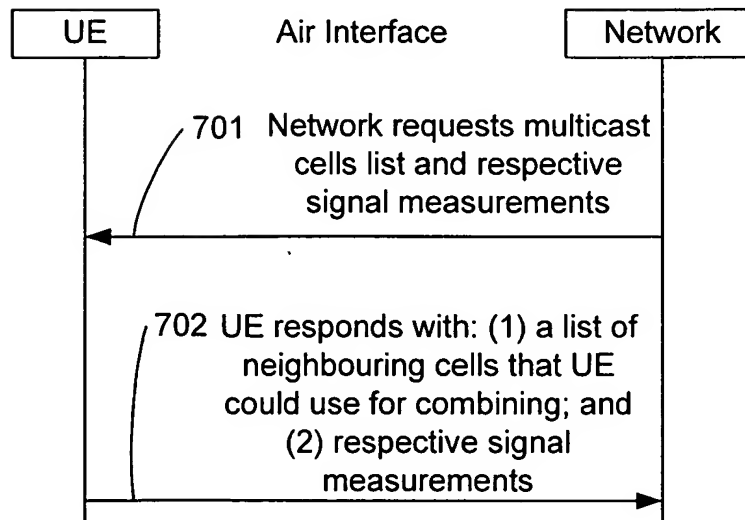 UE
Air Interface
Network
701 Network requests multicast
cells list and respective
signal measurements
702 UE responds with: (1) a list of
neighbouring cells that UE
could use for combining; and
(2) respective signal
measurements